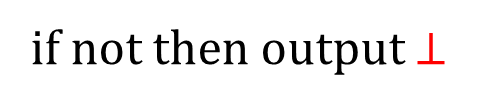 if not then output ⊥